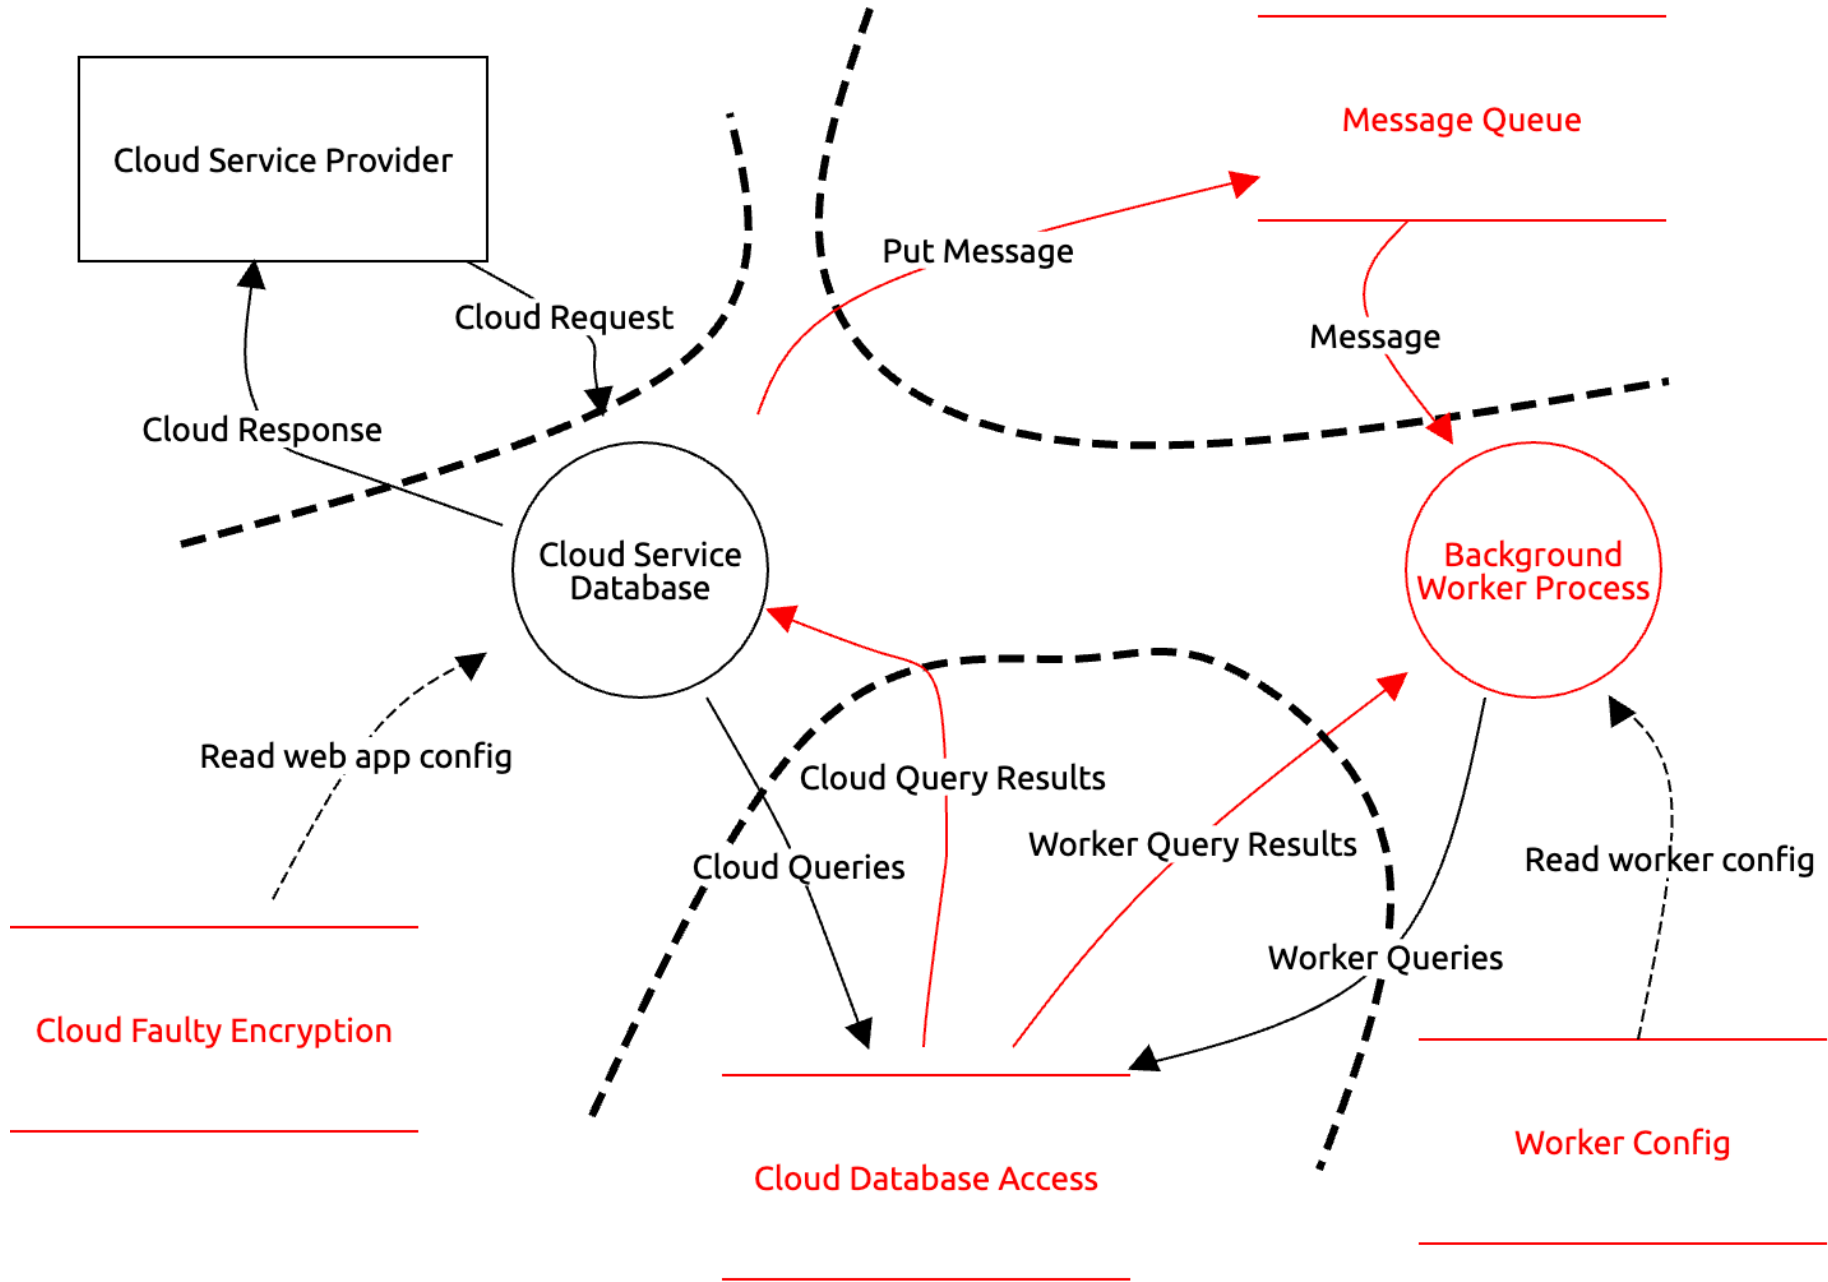 Message Queue
Cloud Service Provider
Put Message
Cloud Request
Message
Cloud Response
Cloud Service
Database
Background
Worker Process
Read web app config
Cloud Query Results
Worker Query Results
Cloud Queries
Read worker config
Worker Queries
Cloud Faulty Encryption
Worker Config
Cloud Database Access